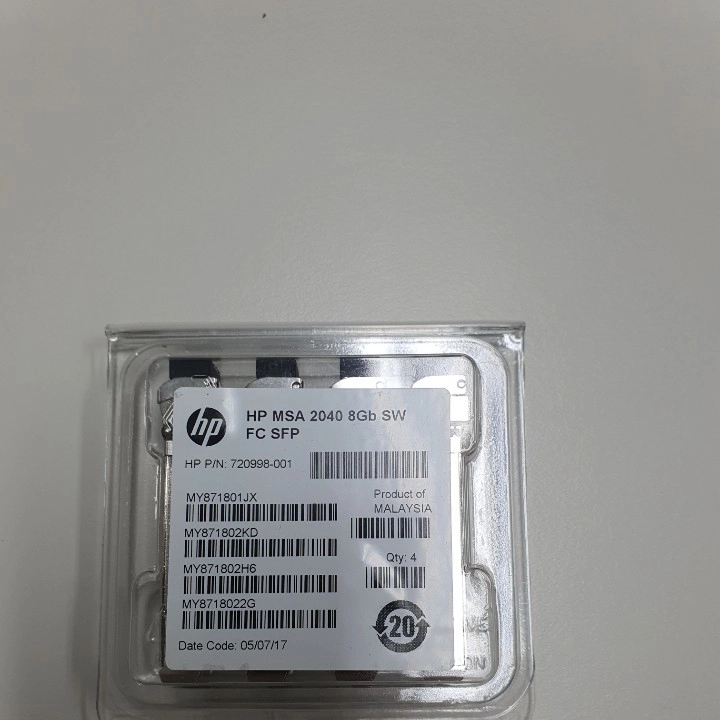 hp
HP MSA 2040 8Gb SW
FC SFP
HP P/N: 720998-001
MY871801JX
Product of
MALAYSIA
MY871802KD
MY871802H6
Qty: 4
MY8718022G
20
Date Code: 05/07/17